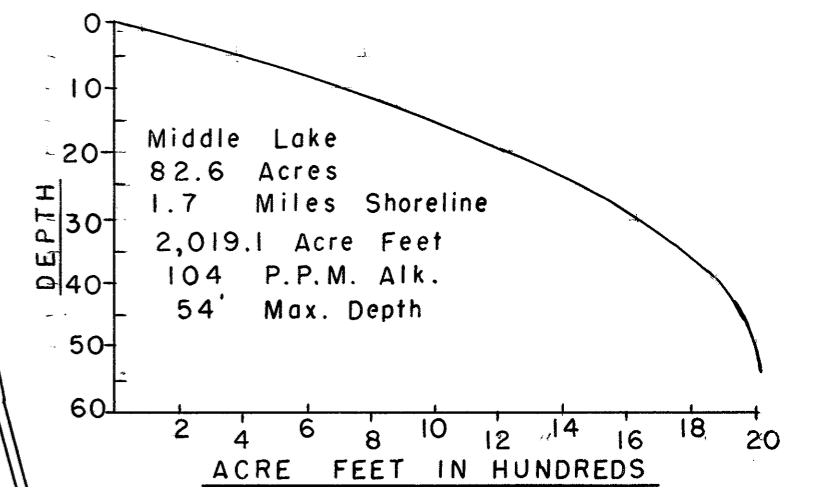 0
10
20
30
40
50
60
DEPTH
Middle Lake
82.6 Acres
1.7 Miles Shoreline
2,019.1 Acre Feet
104 P.P.M. Alk.
54' Max. Depth
2 4 6 8 10 12 14 16 18 20
ACRE FEET IN HUNDREDS